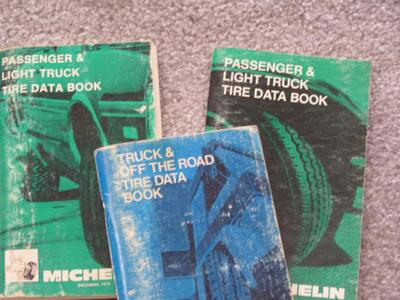 PASSENGER &
LIGHT TRUCK
TIRE DATA BOOK
MICHE
PASSENGER &
LIGHT TRUCK
TIRE DATA BOOK
HELIN
TRUCK &
OFF THE ROAD
TIRE DATA
BOOK